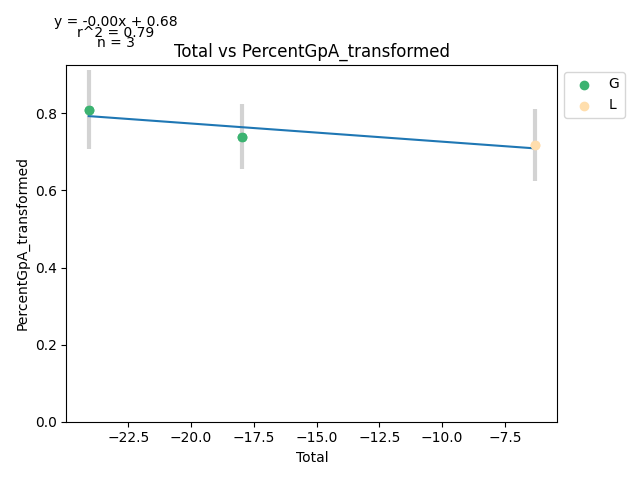 y = -0.00x + 0.68
r^2 = 0.79
n = 3
Total vs PercentGpA_transformed
G
L
PercentGpA_transformed
0.8
0.6
0.4
0.2
0.0
−22.5 −20.0 −17.5 −15.0 −12.5 −10.0 −7.5
Total